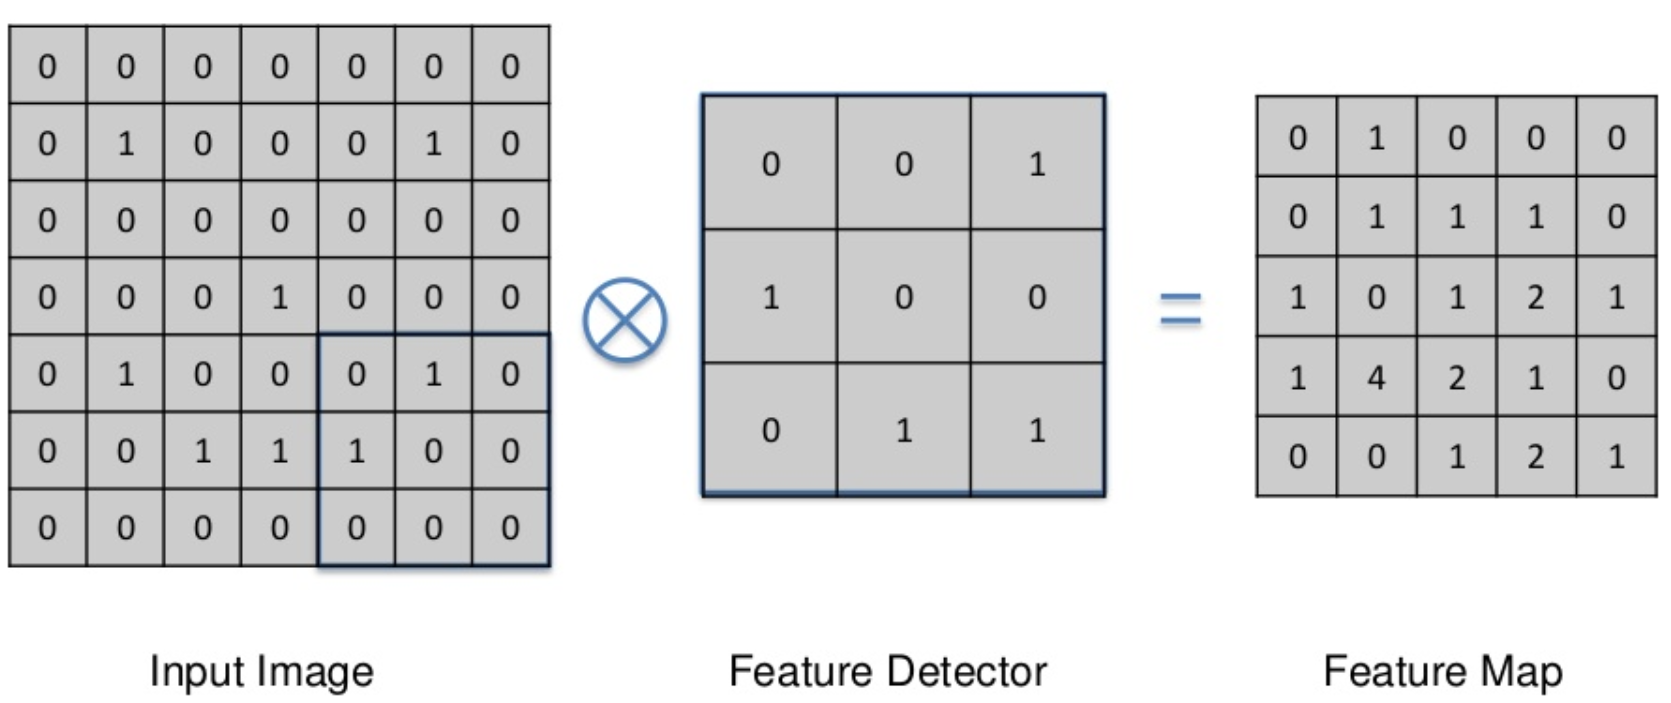 0 0 0 0 0 0 0
0 1 0 0 0 1 0
0 0 0 0 0 0 0
0 0 0 1 0 0 0
0 1 0 0 0 1 0
0 0 1 1 1 0 0
0 0 0 0 0 0 0
0 0 1
1 0 0
0 1 1
=
0 1 0 0 0
0 1 1 1 0
1 0 1 2 1
1 4 2 1 0
0 0 1 2 1
Input Image
Feature Detector
Feature Map